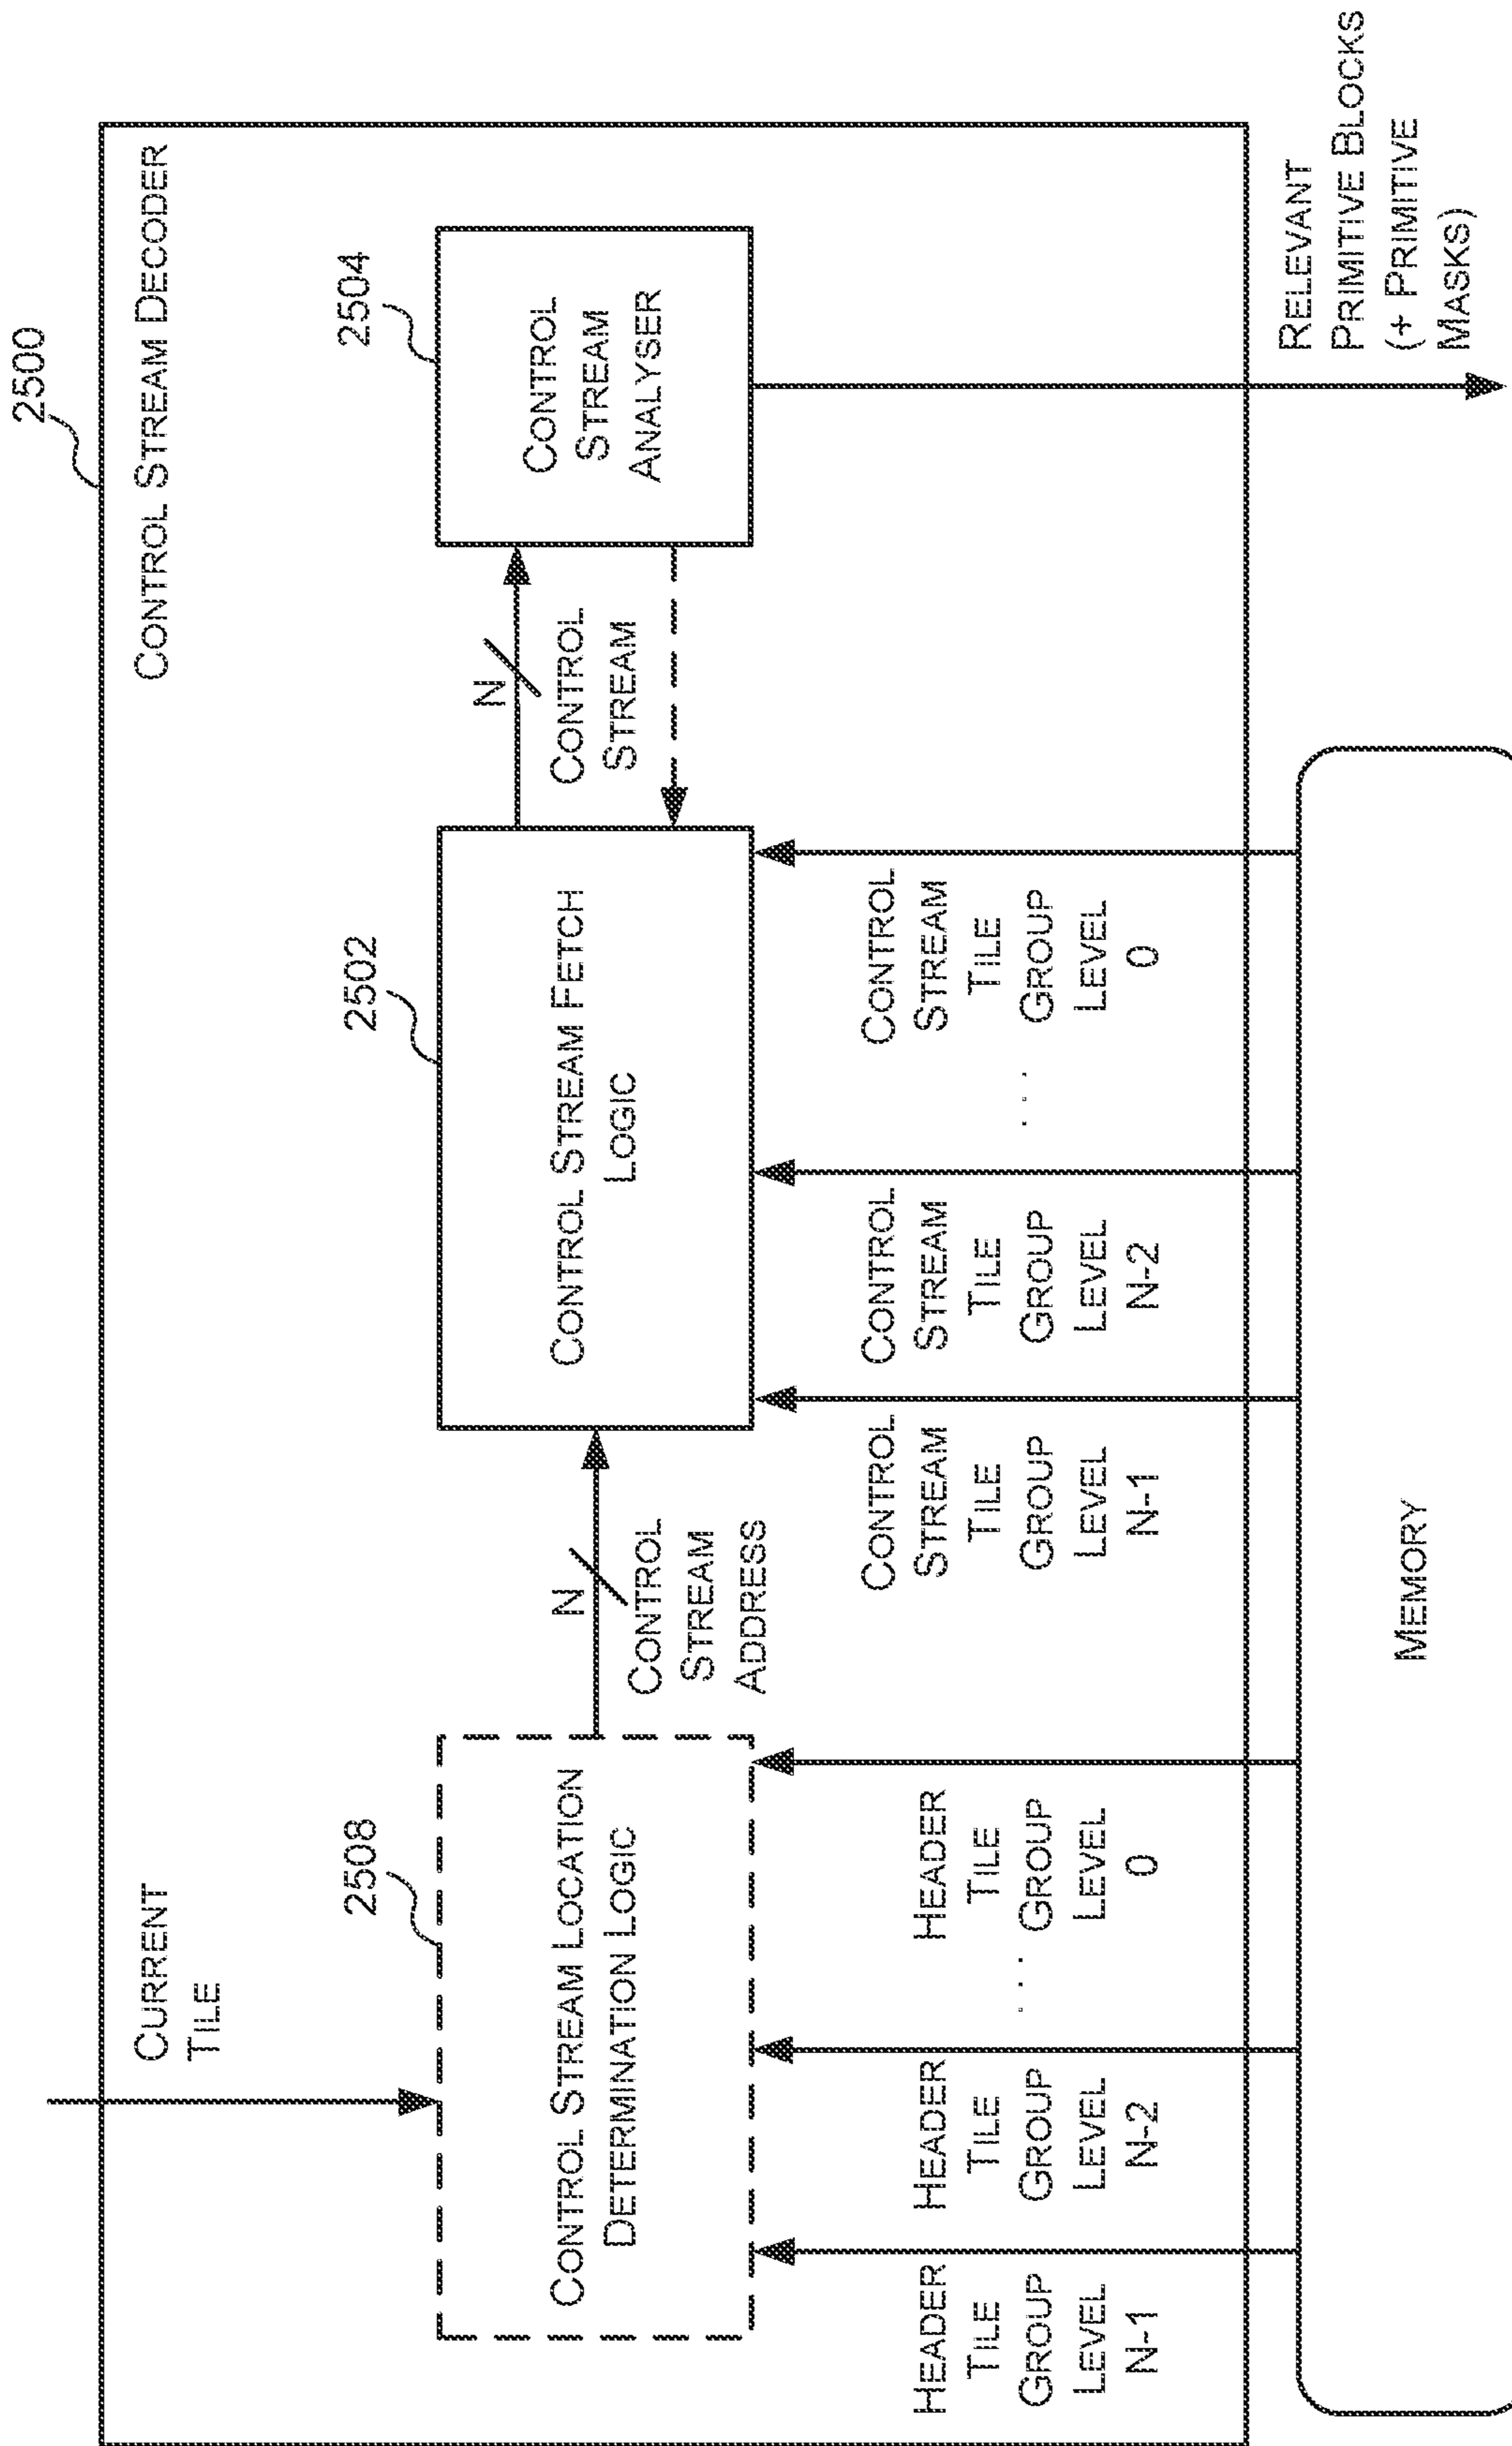 2500
CONTROL STREAM DECODER
CURRENT
TILE
2508
CONTROL STREAM LOCATION
DETERMINATION LOGIC
N
CONTROL
STREAM
ADDRESS
2502
CONTROL STREAM FETCH
LOGIC
N
CONTROL
STREAM
2504
CONTROL
STREAM
ANALYSER
HEADER
TILE
GROUP
LEVEL
N-1
HEADER
TILE
GROUP
LEVEL
N-2
. . .
HEADER
TILE
GROUP
LEVEL
0
CONTROL
STREAM
TILE
GROUP
LEVEL
N-1
CONTROL
STREAM
TILE
GROUP
LEVEL
N-2
. . .
CONTROL
STREAM
TILE
GROUP
LEVEL
0
MEMORY
RELEVANT
PRIMITIVE BLOCKS
(+ PRIMITIVE
MASKS)